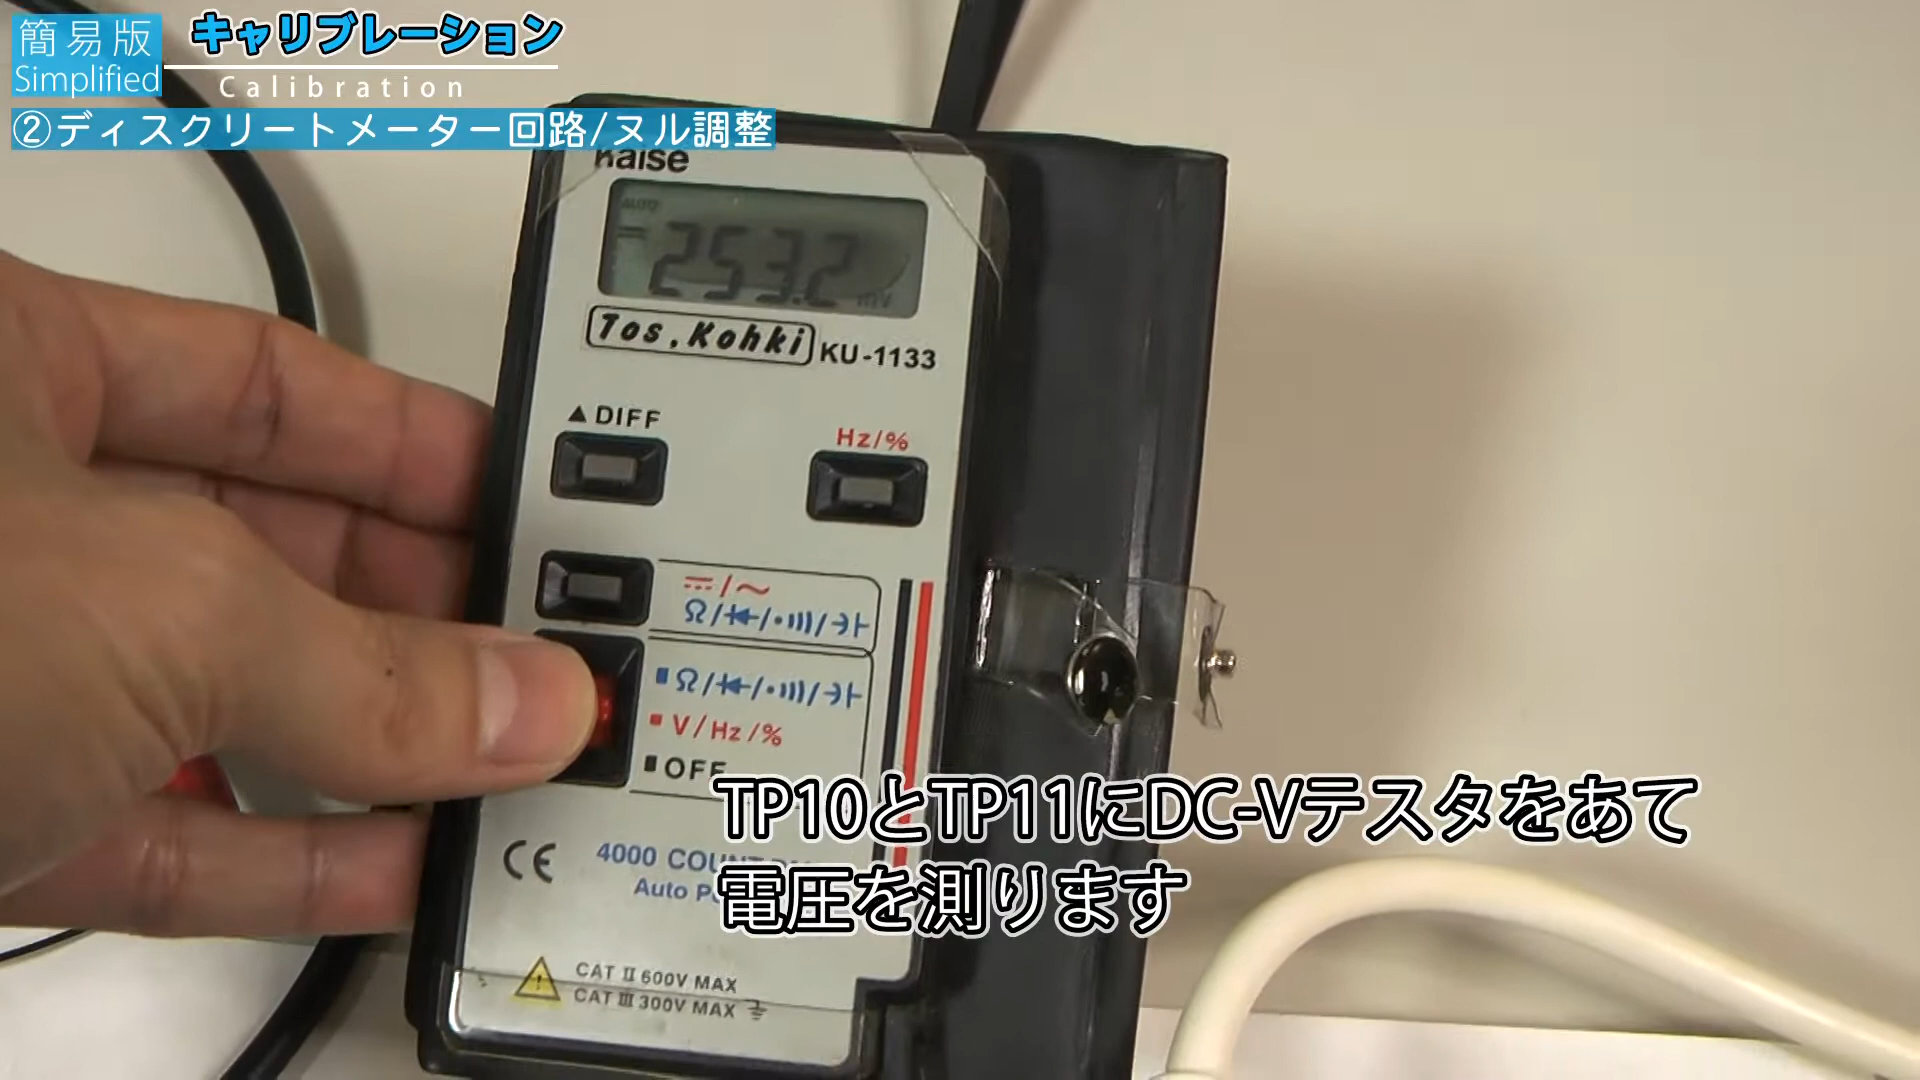 簡易版
Simplified
キャリブレーション
Calibration
②ディスクリートメーター回路/ヌル調整
Kaise
AUTO
253.2 mV
Tos.Kohki KU-1133
▲DIFF
Hz/%
Ω
Ω
V/Hz/%
OFF
TP10とTP11にDC-Vテスタをあて
電圧を測ります
CE
4000
Auto
CAT II 600V MAX
CAT III 300V MAX